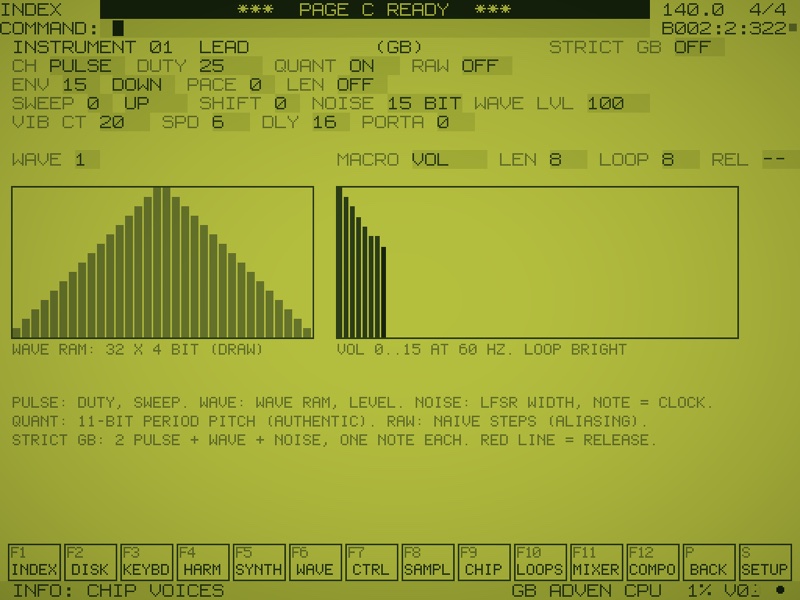 INDEX *** PAGE C READY *** 140.0 4/4
COMMAND: B002:2:322
INSTRUMENT 01 LEAD (GB) STRICT GB OFF
CH PULSE DUTY 25 QUANT ON RAW OFF
ENV 15 DOWN PACE 0 LEN OFF
SWEEP 0 UP SHIFT 0 NOISE 15 BIT WAVE LVL 100
VIB CT 20 SPD 6 DLY 16 PORTA 0
WAVE 1 MACRO VOL LEN 8 LOOP 8 REL --
WAVE RAM: 32 X 4 BIT (DRAW) VOL 0..15 AT 60 HZ. LOOP BRIGHT
PULSE: DUTY, SWEEP. WAVE: WAVE RAM, LEVEL. NOISE: LFSR WIDTH, NOTE = CLOCK.
QUANT: 11-BIT PERIOD PITCH (AUTHENTIC). RAW: NAIVE STEPS (ALIASING).
STRICT GB: 2 PULSE + WAVE + NOISE, ONE NOTE EACH. RED LINE = RELEASE.
F1 F2 F3 F4 F5 F6 F7 F8 F9 F10 F11 F12 P S
INDEX DISK KEYBD HARM SYNTH WAVE CTRL SAMPL CHIP LOOPS MIXER COMPO BACK SETUP
INFO: CHIP VOICES GB ADVEN CPU 1%